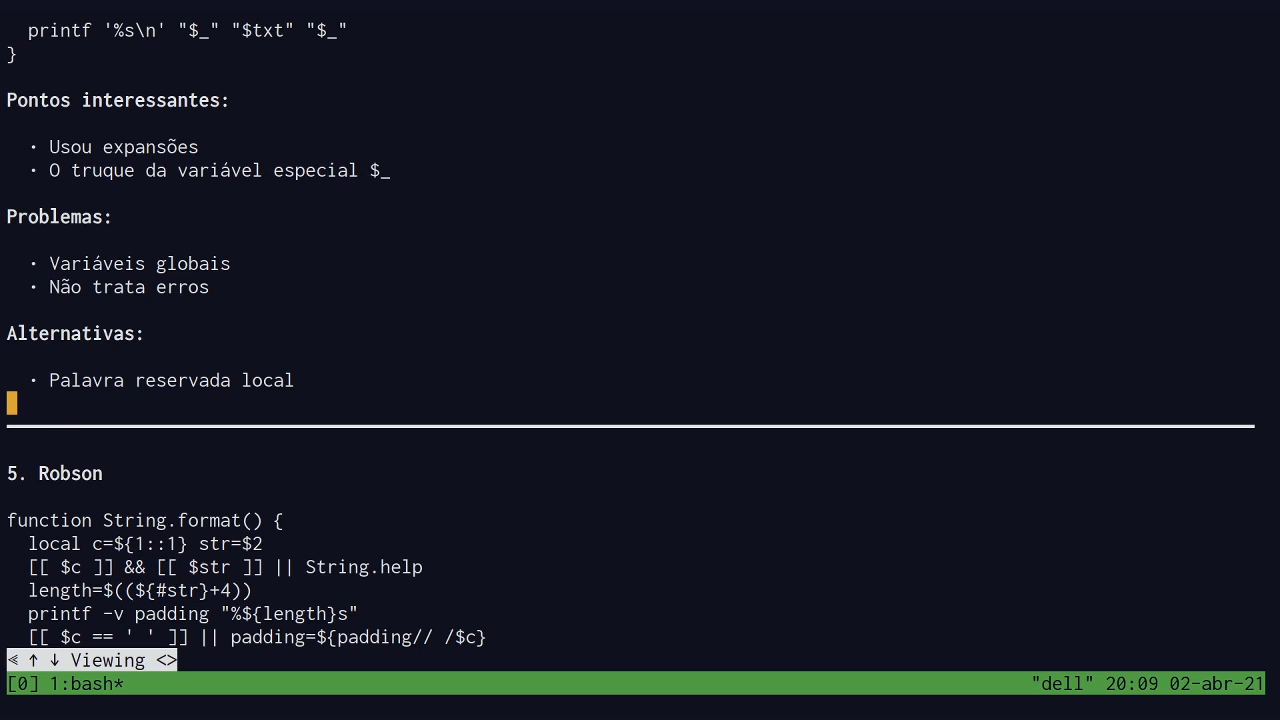 printf '%s\n' "$_" "$txt" "$_"
}
Pontos interessantes:
· Usou expansões
· O truque da variável especial $_
Problemas:
· Variáveis globais
· Não trata erros
Alternativas:
· Palavra reservada local
5. Robson
function String.format() {
local c=${1::1} str=$2
[[ $c ]] && [[ $str ]] || String.help
length=$((${#str}+4))
printf -v padding "%${length}s"
[[ $c == ' ' ]] || padding=${padding// /$c}
⋞ ↑ ↓ Viewing <>
[0] 1:bash* "dell" 20:09 02-abr-21